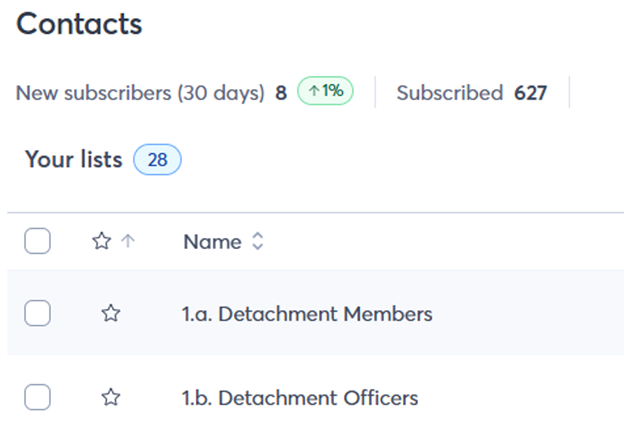 Contacts
New subscribers (30 days) 8 ↑1% Subscribed 627
Your lists 28
Name
1.a. Detachment Members
1.b. Detachment Officers